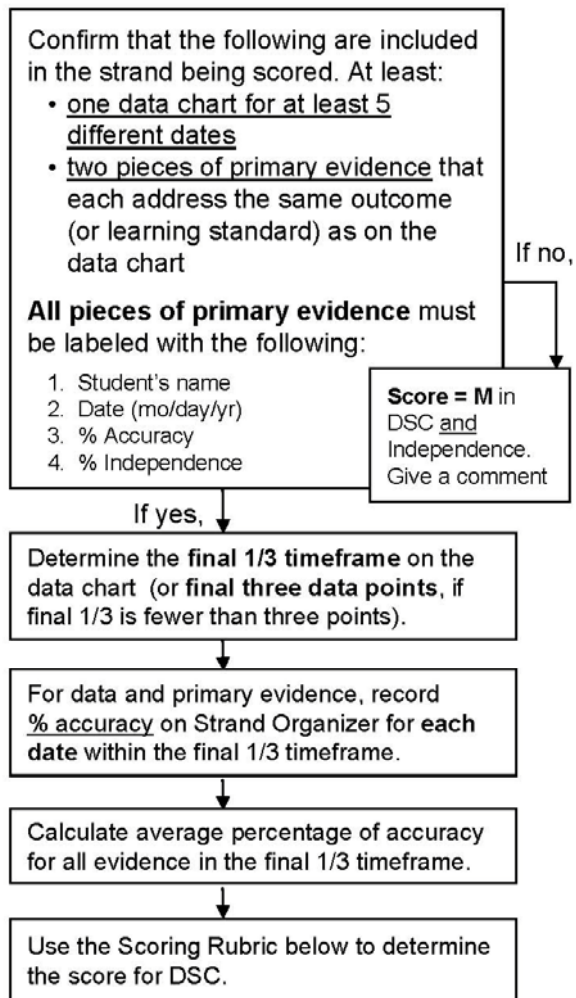 Confirm that the following are included
in the strand being scored. At least:
• one data chart for at least 5
different dates
• two pieces of primary evidence that
each address the same outcome
(or learning standard) as on the
data chart
If no,
All pieces of primary evidence must
be labeled with the following:
1. Student's name
2. Date (mo/day/yr)
3. % Accuracy
4. % Independence
Score = M in
DSC and
Independence.
Give a comment
If yes,
Determine the final 1/3 timeframe on the
data chart (or final three data points, if
final 1/3 is fewer than three points).
For data and primary evidence, record
% accuracy on Strand Organizer for each
date within the final 1/3 timeframe.
Calculate average percentage of accuracy
for all evidence in the final 1/3 timeframe.
Use the Scoring Rubric below to determine
the score for DSC.